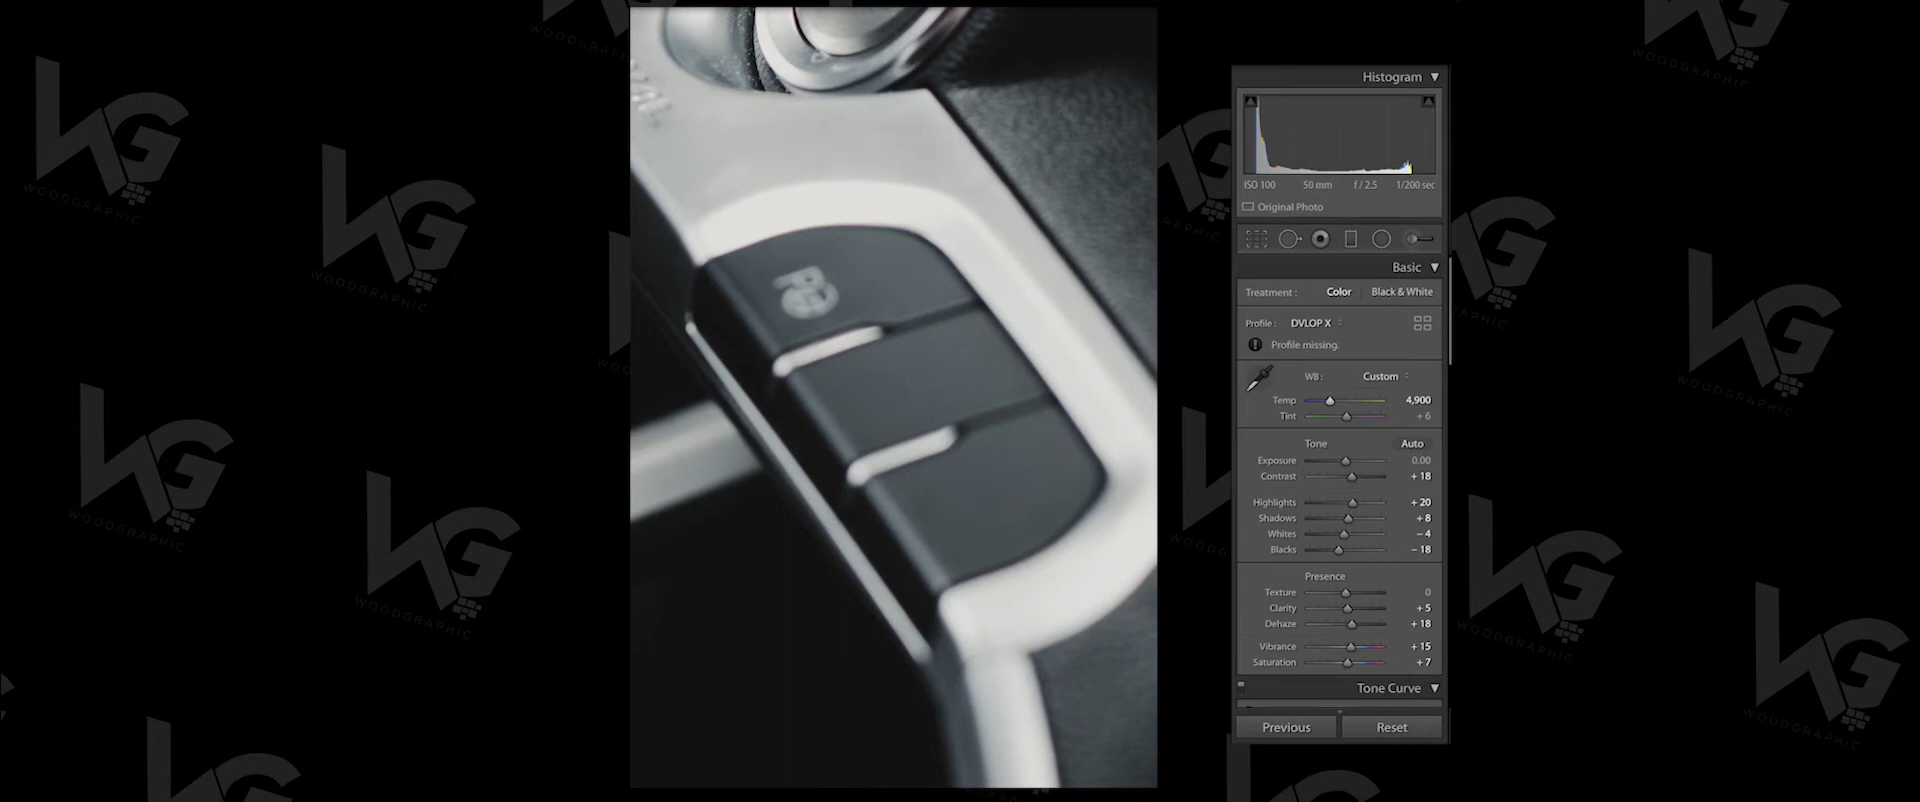 WG
WOODGRAPHIC
Histogram
ISO 100 50 mm f / 2.5 1/200 sec
Original Photo
Basic
Treatment : Color Black & White
Profile : DVLOP X
Profile missing.
WB : Custom
Temp 4,900
Tint + 6
Tone Auto
Exposure 0.00
Contrast + 18
Highlights + 20
Shadows + 8
Whites – 4
Blacks – 18
Presence
Texture 0
Clarity + 5
Dehaze + 18
Vibrance + 15
Saturation + 7
Tone Curve
Previous Reset